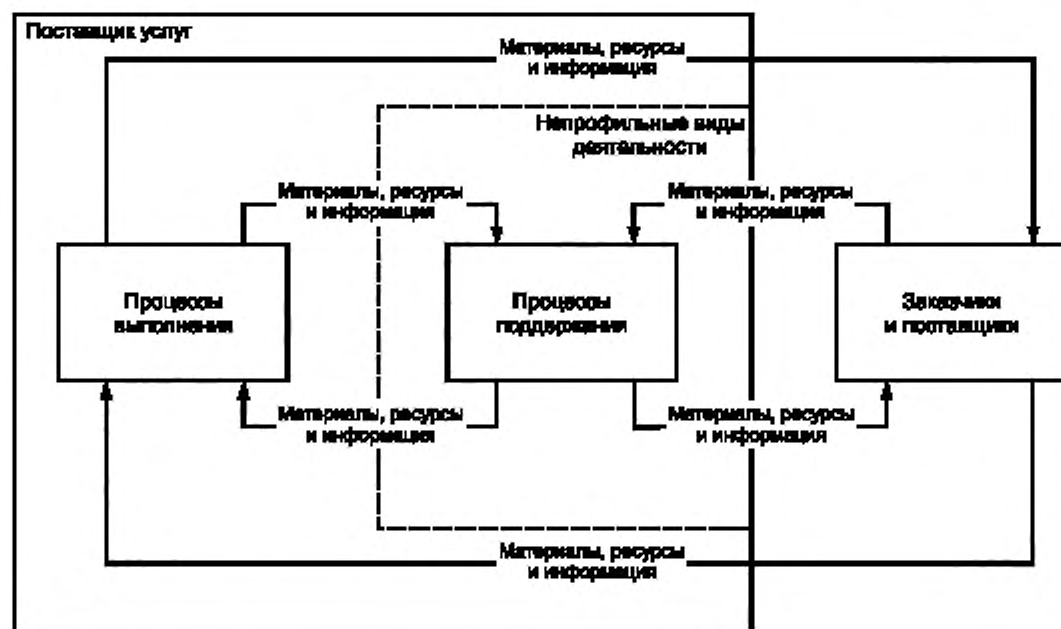 Поставщик услуг
Материалы, ресурсы
и информация
Непрофильные виды
деятельности
Материалы, ресурсы
и информация
Материалы, ресурсы
и информация
Процессы
выполнения
Процессы
поддержания
Заказчики
и поставщики
Материалы, ресурсы
и информация
Материалы, ресурсы
и информация
Материалы, ресурсы
и информация